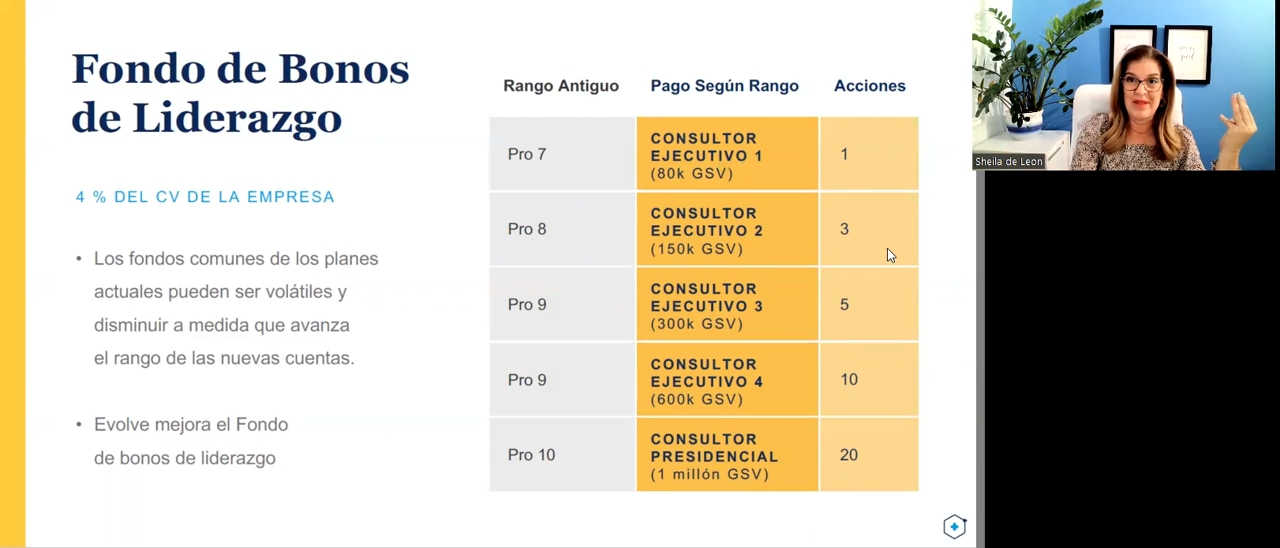 Fondo de Bonos
de Liderazgo
4 % DEL CV DE LA EMPRESA
• Los fondos comunes de los planes
actuales pueden ser volátiles y
disminuir a medida que avanza
el rango de las nuevas cuentas.
• Evolve mejora el Fondo
de bonos de liderazgo
Rango Antiguo Pago Según Rango Acciones
Pro 7
CONSULTOR
EJECUTIVO 1
(80k GSV)
1
Pro 8
CONSULTOR
EJECUTIVO 2
(150k GSV)
3
Pro 9
CONSULTOR
EJECUTIVO 3
(300k GSV)
5
Pro 9
CONSULTOR
EJECUTIVO 4
(600k GSV)
10
Pro 10
CONSULTOR
PRESIDENCIAL
(1 millón GSV)
20
Sheila de Leon